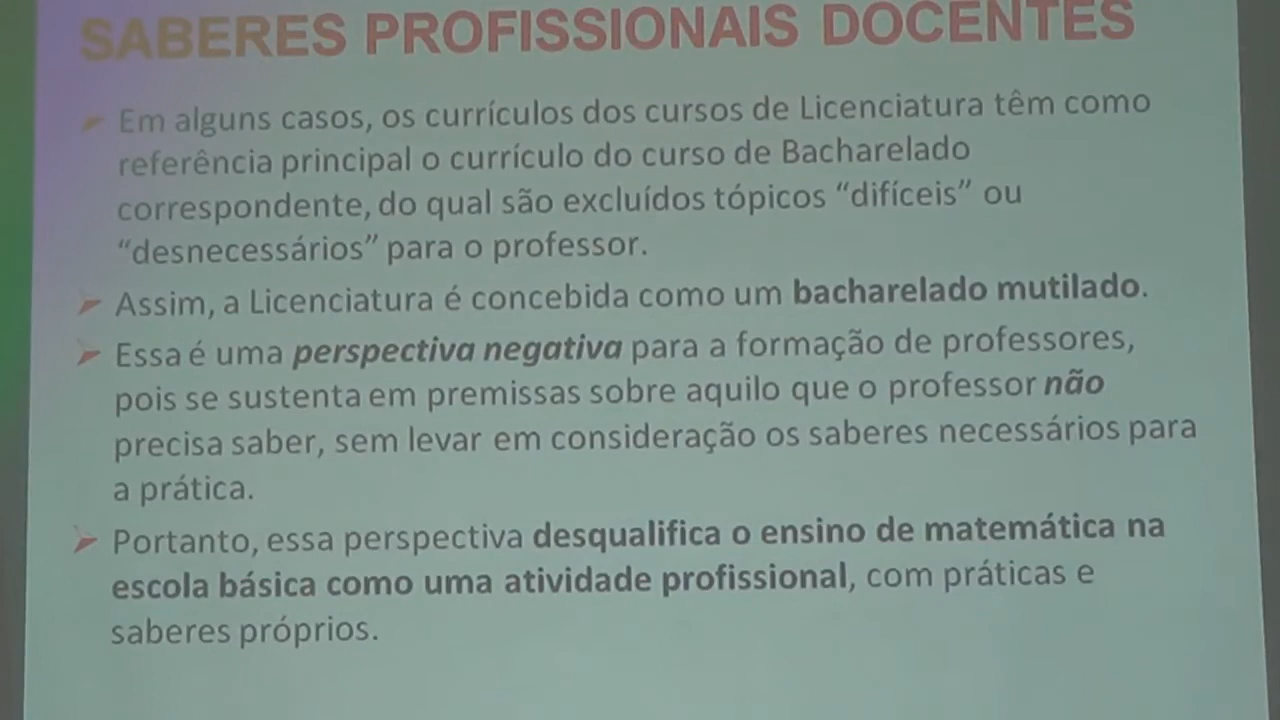 SABERES PROFISSIONAIS DOCENTES
Em alguns casos, os currículos dos cursos de Licenciatura têm como
referência principal o currículo do curso de Bacharelado
correspondente, do qual são excluídos tópicos “difíceis” ou
“desnecessários” para o professor.
Assim, a Licenciatura é concebida como um bacharelado mutilado.
Essa é uma perspectiva negativa para a formação de professores,
pois se sustenta em premissas sobre aquilo que o professor não
precisa saber, sem levar em consideração os saberes necessários para
a prática.
Portanto, essa perspectiva desqualifica o ensino de matemática na
escola básica como uma atividade profissional, com práticas e
saberes próprios.